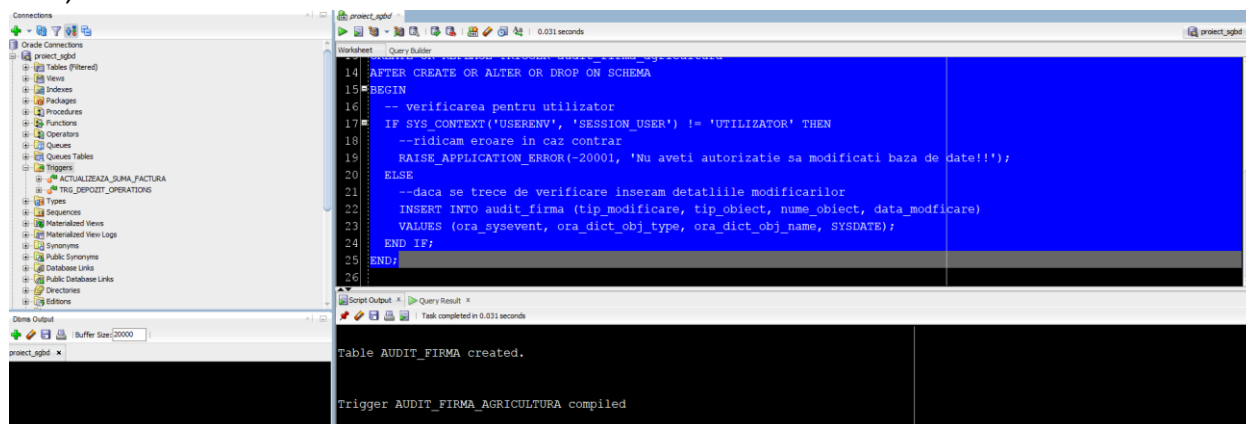 Connections
Oracle Connections
proiect_sgbd
Tables (Filtered)
Views
Indexes
Packages
Procedures
Functions
Operators
Queues
Queues Tables
Triggers
ACTUALIZEAZA_SUMA_FACTURA
TRG_DEPOZIT_OPERATIONS
Types
Sequences
Materialized Views
Materialized View Logs
Synonyms
Public Synonyms
Database Links
Public Database Links
Directories
Editions
Dbms Output
Buffer Size: 20000
proiect_sgbd
proiect_sgbd
0.031 seconds
proiect_sgbd
Worksheet Query Builder
14 AFTER CREATE OR ALTER OR DROP ON SCHEMA
15 BEGIN
16 -- verificarea pentru utilizator
17 IF SYS_CONTEXT('USERENV', 'SESSION_USER') != 'UTILIZATOR' THEN
18 --ridicam eroare in caz contrar
19 RAISE_APPLICATION_ERROR(-20001, 'Nu aveti autorizatie sa modificati baza de date!!');
20 ELSE
21 --daca se trece de verificare inseram detatliile modificarilor
22 INSERT INTO audit_firma (tip_modificare, tip_obiect, nume_obiect, data_modficare)
23 VALUES (ora_sysevent, ora_dict_obj_type, ora_dict_obj_name, SYSDATE);
24 END IF;
25 END;
26
Script Output Query Result
Task completed in 0.031 seconds
Table AUDIT_FIRMA created.
Trigger AUDIT_FIRMA_AGRICULTURA compiled